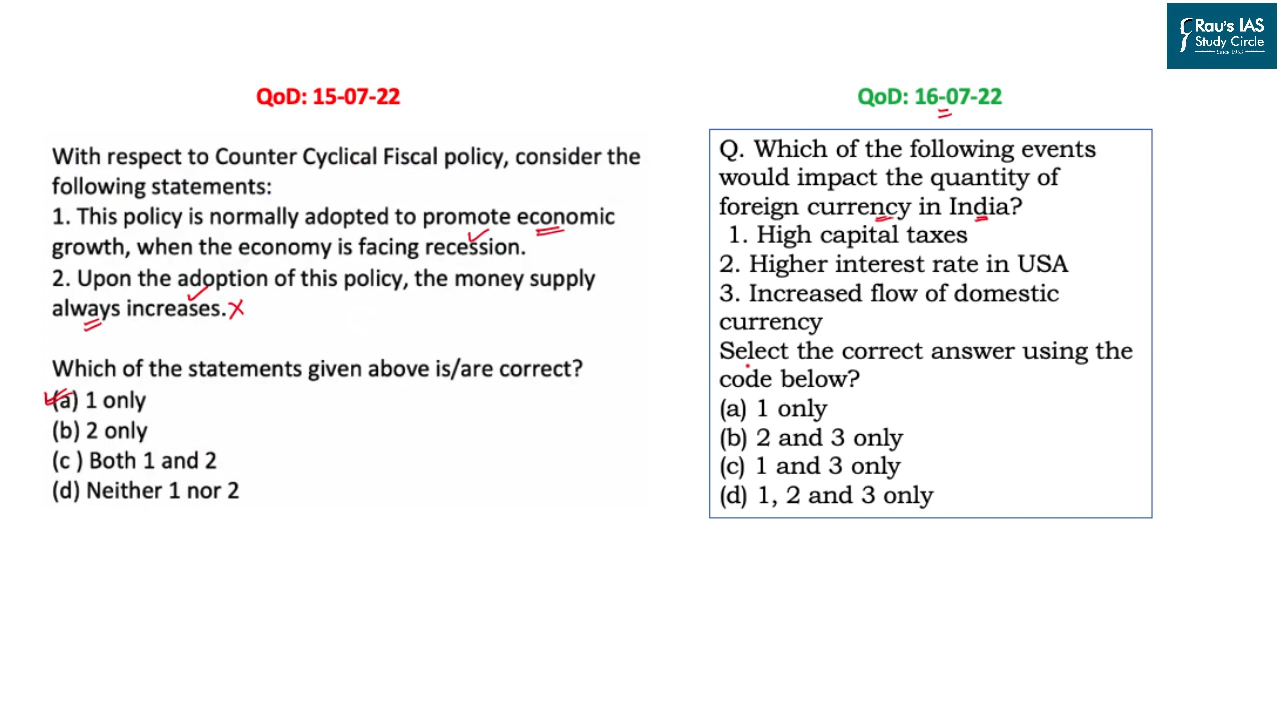 Rau's IAS
Study Circle
QoD: 15-07-22
With respect to Counter Cyclical Fiscal policy, consider the
following statements:
1. This policy is normally adopted to promote economic
growth, when the economy is facing recession.
2. Upon the adoption of this policy, the money supply
always increases.
Which of the statements given above is/are correct?
(a) 1 only
(b) 2 only
(c ) Both 1 and 2
(d) Neither 1 nor 2
QoD: 16-07-22
Q. Which of the following events
would impact the quantity of
foreign currency in India?
1. High capital taxes
2. Higher interest rate in USA
3. Increased flow of domestic
currency
Select the correct answer using the
code below?
(a) 1 only
(b) 2 and 3 only
(c) 1 and 3 only
(d) 1, 2 and 3 only